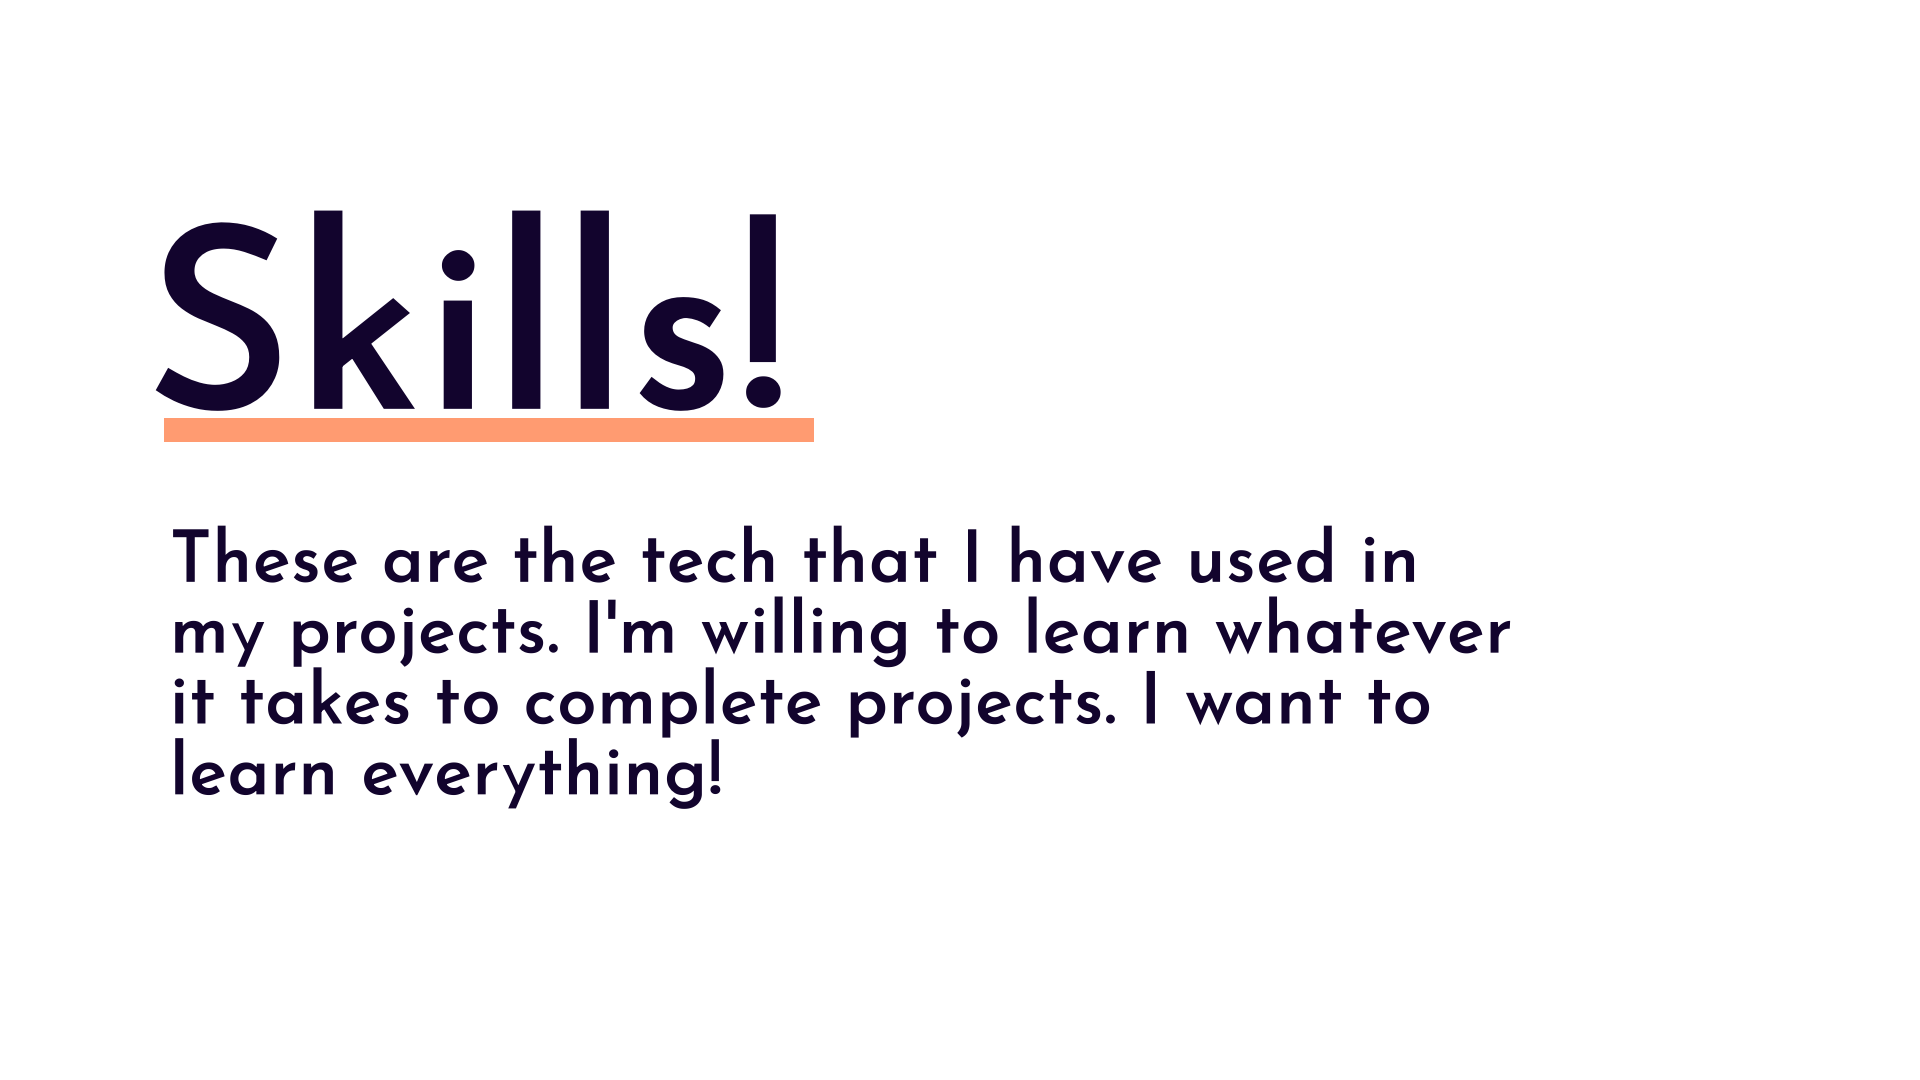 Skills!
These are the tech that I have used in
my projects. I'm willing to learn whatever
it takes to complete projects. I want to
learn everything!